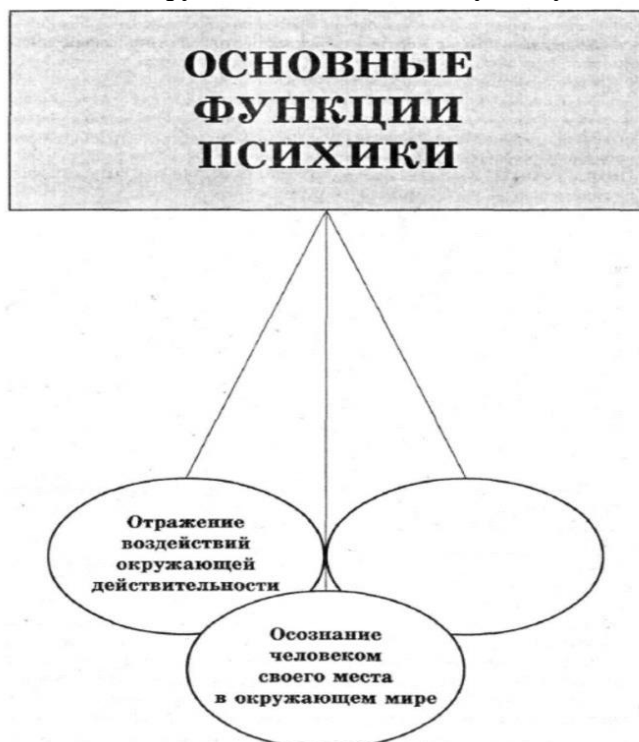 ОСНОВНЫЕ
ФУНКЦИИ
ПСИХИКИ
Отражение
воздействий
окружающей
действительности
Осознание
человеком
своего места
в окружающем мире